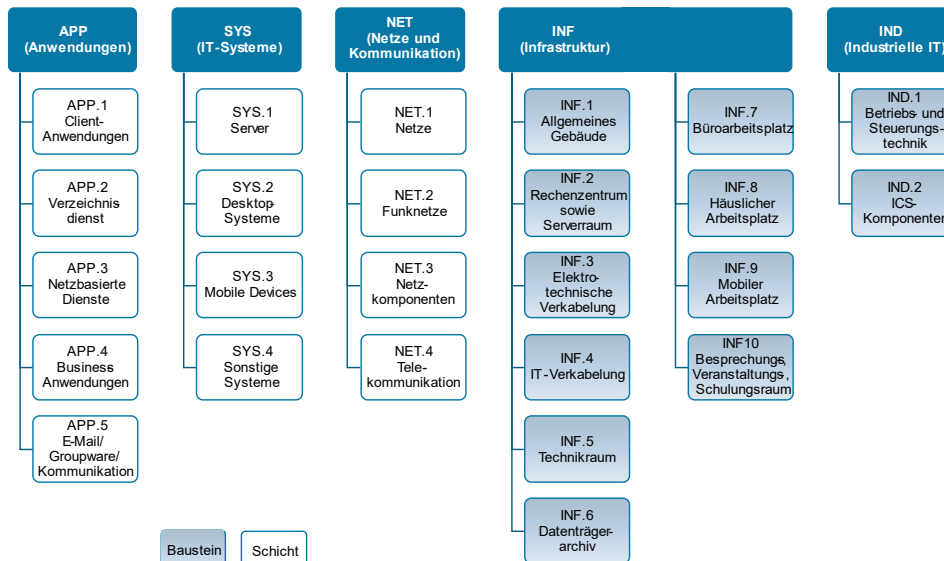 APP
(Anwendungen)
APP.1
Client-
Anwendungen
APP.2
Verzeichnis
dienst
APP.3
Netzbasierte
Dienste
APP.4
Business
Anwendungen
APP.5
E-Mail/
Groupware/
Kommunikation
SYS
(IT-Systeme)
SYS.1
Server
SYS.2
Desktop-
Systeme
SYS.3
Mobile Devices
SYS.4
Sonstige
Systeme
NET
(Netze und
Kommunikation)
NET.1
Netze
NET.2
Funknetze
NET.3
Netz-
komponenten
NET.4
Tele-
kommunikation
INF
(Infrastruktur)
INF.1
Allgemeines
Gebäude
INF.2
Rechenzentrum
sowie
Serverraum
INF.3
Elektro-
technische
Verkabelung
INF.4
IT-Verkabelung
INF.5
Technikraum
INF.6
Datenträger-
archiv
INF.7
Büroarbeitsplatz
INF.8
Häuslicher
Arbeitsplatz
INF.9
Mobiler
Arbeitsplatz
INF10
Besprechungs,
Veranstaltungs,
Schulungsraum
IND
(Industrielle IT)
IND.1
Betriebs- und
Steuerungs-
technik
IND.2
ICS-
Komponenten
Baustein
Schicht